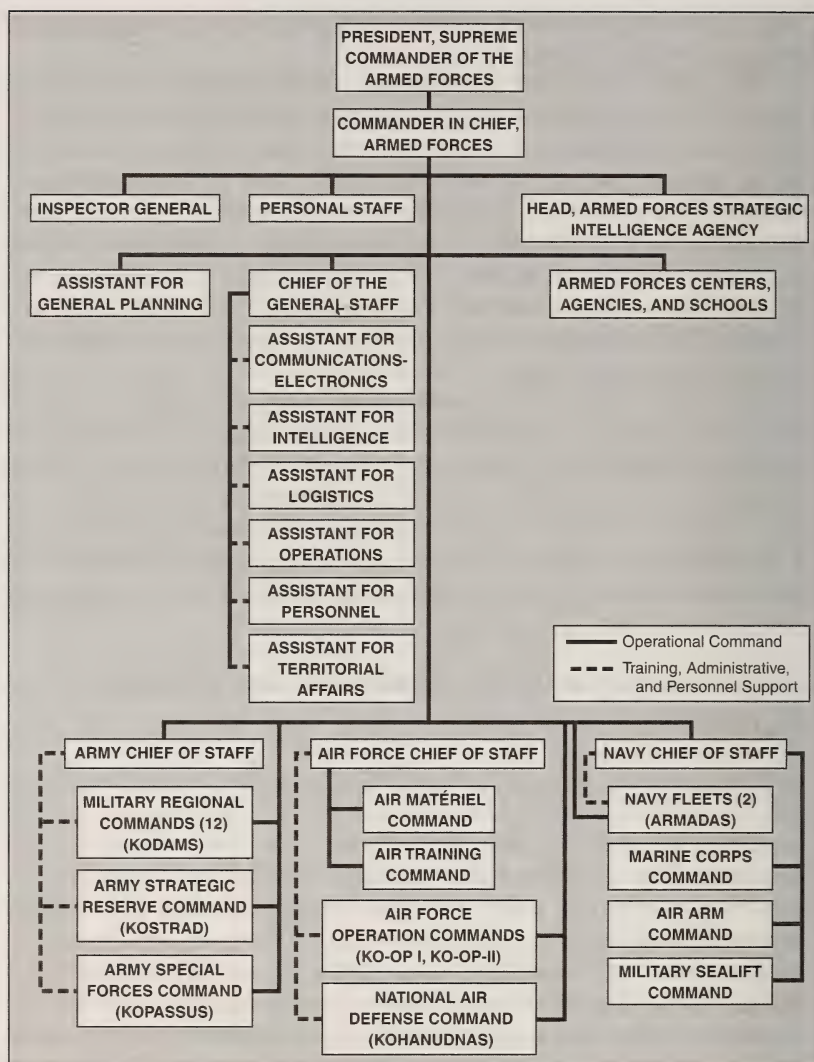 PRESIDENT, SUPREME
COMMANDER OF THE
ARMED FORCES
COMMANDER IN CHIEF,
ARMED FORCES
INSPECTOR GENERAL
PERSONAL STAFF
HEAD, ARMED FORCES STRATEGIC
INTELLIGENCE AGENCY
ASSISTANT FOR
GENERAL PLANNING
CHIEF OF THE
GENERAL STAFF
ARMED FORCES CENTERS,
AGENCIES, AND SCHOOLS
ASSISTANT FOR
COMMUNICATIONS-
ELECTRONICS
ASSISTANT FOR
INTELLIGENCE
ASSISTANT FOR
LOGISTICS
ASSISTANT FOR
OPERATIONS
ASSISTANT FOR
PERSONNEL
ASSISTANT FOR
TERRITORIAL
AFFAIRS
Operational Command
Training, Administrative,
and Personnel Support
ARMY CHIEF OF STAFF
MILITARY REGIONAL
COMMANDS (12)
(KODAMS)
ARMY STRATEGIC
RESERVE COMMAND
(KOSTRAD)
ARMY SPECIAL
FORCES COMMAND
(KOPASSUS)
AIR FORCE CHIEF OF STAFF
AIR MATÉRIEL
COMMAND
AIR TRAINING
COMMAND
AIR FORCE
OPERATION COMMANDS
(KO-OP I, KO-OP-II)
NATIONAL AIR
DEFENSE COMMAND
(KOHANUDNAS)
NAVY CHIEF OF STAFF
NAVY FLEETS (2)
(ARMADAS)
MARINE CORPS
COMMAND
AIR ARM
COMMAND
MILITARY SEALIFT
COMMAND